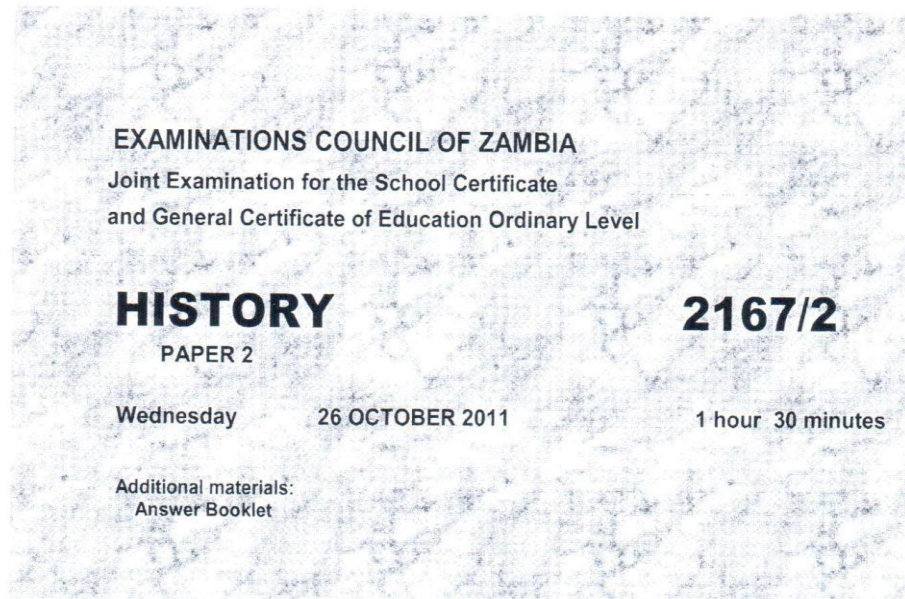 EXAMINATIONS COUNCIL OF ZAMBIA
Joint Examination for the School Certificate
and General Certificate of Education Ordinary Level
HISTORY 2167/2
PAPER 2
Wednesday 26 OCTOBER 2011 1 hour 30 minutes
Additional materials:
Answer Booklet